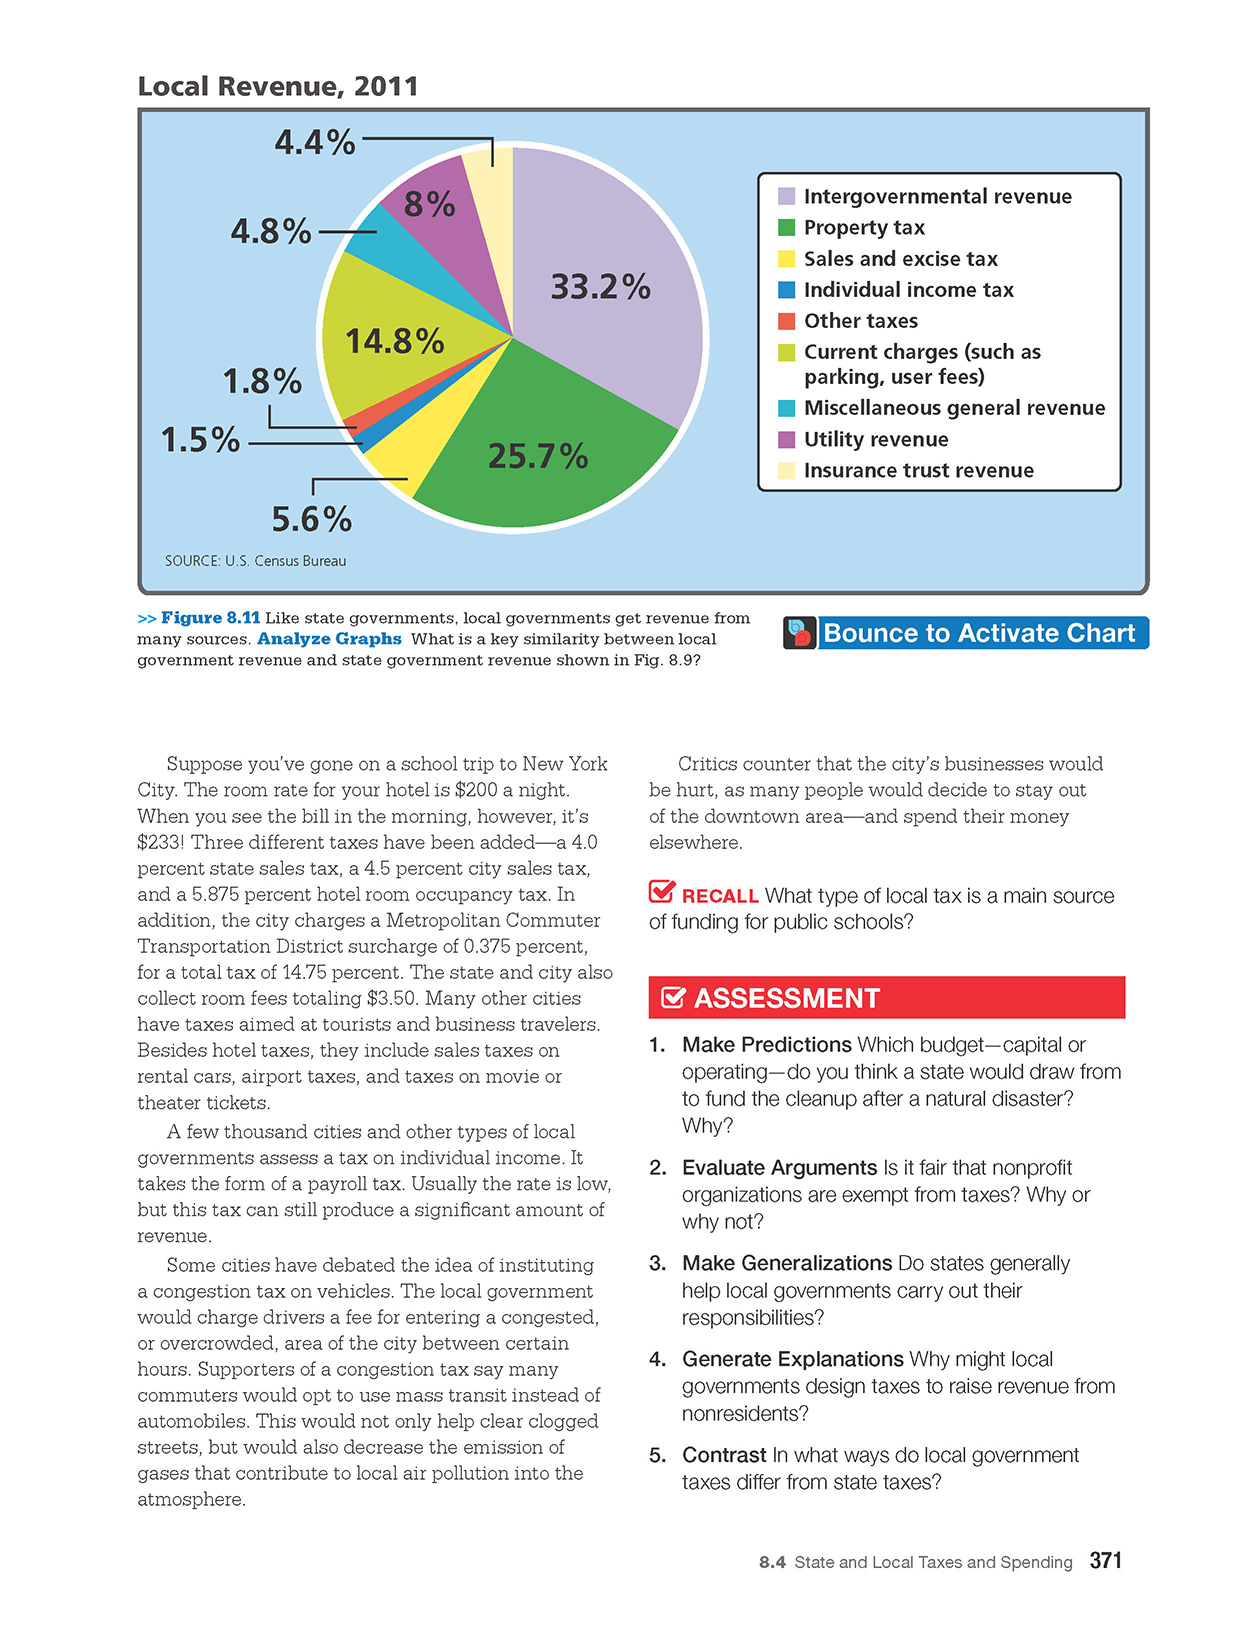 Local Revenue, 2011
4.4%
8%
4.8%
33.2%
14.8%
1.8%
1.5%
25.7%
5.6%
SOURCE: U.S. Census Bureau
Intergovernmental revenue
Property tax
Sales and excise tax
Individual income tax
Other taxes
Current charges (such as
parking, user fees)
Miscellaneous general revenue
Utility revenue
Insurance trust revenue
>> Figure 8.11 Like state governments, local governments get revenue from
many sources. Analyze Graphs What is a key similarity between local
government revenue and state government revenue shown in Fig. 8.9?
Bounce to Activate Chart
Suppose you’ve gone on a school trip to New York
City. The room rate for your hotel is $200 a night.
When you see the bill in the morning, however, it’s
$233! Three different taxes have been added—a 4.0
percent state sales tax, a 4.5 percent city sales tax,
and a 5.875 percent hotel room occupancy tax. In
addition, the city charges a Metropolitan Commuter
Transportation District surcharge of 0.375 percent,
for a total tax of 14.75 percent. The state and city also
collect room fees totaling $3.50. Many other cities
have taxes aimed at tourists and business travelers.
Besides hotel taxes, they include sales taxes on
rental cars, airport taxes, and taxes on movie or
theater tickets.
A few thousand cities and other types of local
governments assess a tax on individual income. It
takes the form of a payroll tax. Usually the rate is low,
but this tax can still produce a significant amount of
revenue.
Some cities have debated the idea of instituting
a congestion tax on vehicles. The local government
would charge drivers a fee for entering a congested,
or overcrowded, area of the city between certain
hours. Supporters of a congestion tax say many
commuters would opt to use mass transit instead of
automobiles. This would not only help clear clogged
streets, but would also decrease the emission of
gases that contribute to local air pollution into the
atmosphere.
Critics counter that the city’s businesses would
be hurt, as many people would decide to stay out
of the downtown area—and spend their money
elsewhere.
RECALL What type of local tax is a main source
of funding for public schools?
ASSESSMENT
1. Make Predictions Which budget—capital or
operating—do you think a state would draw from
to fund the cleanup after a natural disaster?
Why?
2. Evaluate Arguments Is it fair that nonprofit
organizations are exempt from taxes? Why or
why not?
3. Make Generalizations Do states generally
help local governments carry out their
responsibilities?
4. Generate Explanations Why might local
governments design taxes to raise revenue from
nonresidents?
5. Contrast In what ways do local government
taxes differ from state taxes?
8.4 State and Local Taxes and Spending 371